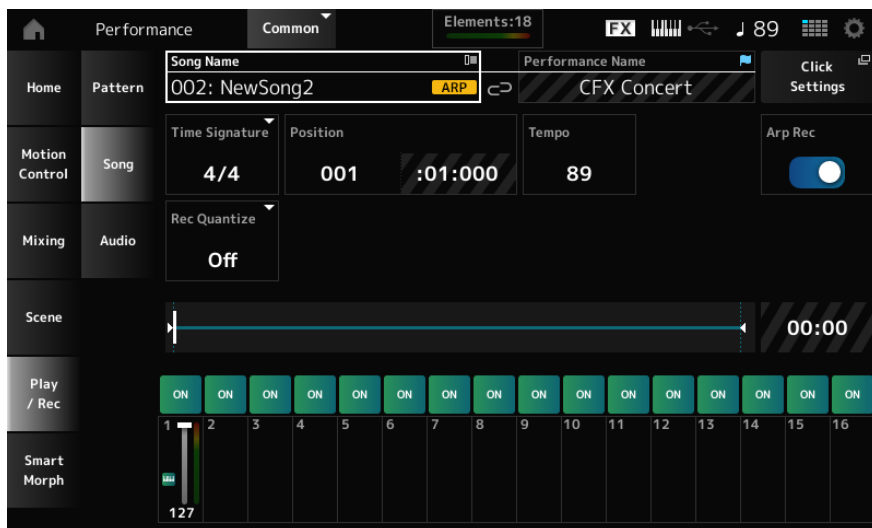 Performance
Common
Elements:18
FX
89
Home
Pattern
Song Name
002: NewSong2
ARP
Performance Name
CFX Concert
Click
Settings
Motion
Control
Song
Time Signature
4/4
Position
001 :01:000
Tempo
89
Arp Rec
Mixing
Audio
Rec Quantize
Off
Scene
00:00
Play
/ Rec
ON ON ON ON ON ON ON ON ON ON ON ON ON ON ON ON
1 2 3 4 5 6 7 8 9 10 11 12 13 14 15 16
Smart
Morph
127